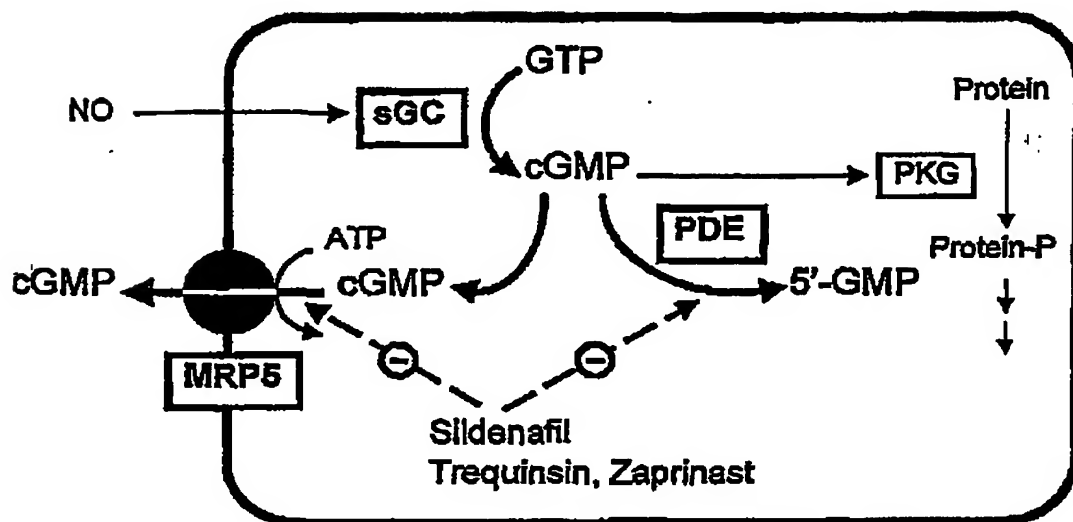 GTP
NO
sGC
Protein
cGMP
PKG
PDE
ATP
Protein-P
cGMP
cGMP
5'-GMP
MRP5
Sildenafil
Trequinsin, Zaprinast